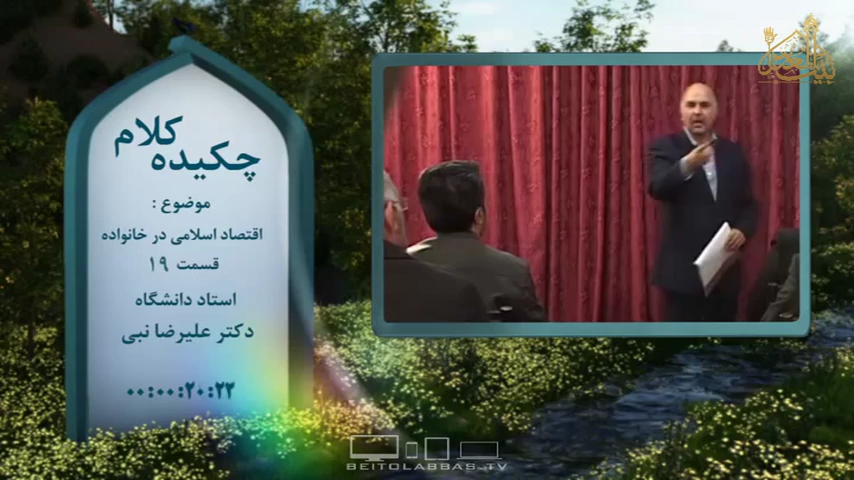 چکیده کلام
موضوع :
اقتصاد اسلامی در خانواده
قسمت ۱۹
استاد دانشگاه
دکتر علیرضا نبی
۰۰:۰۰:۲۰:۲۲
BEITOLABBAS.TV